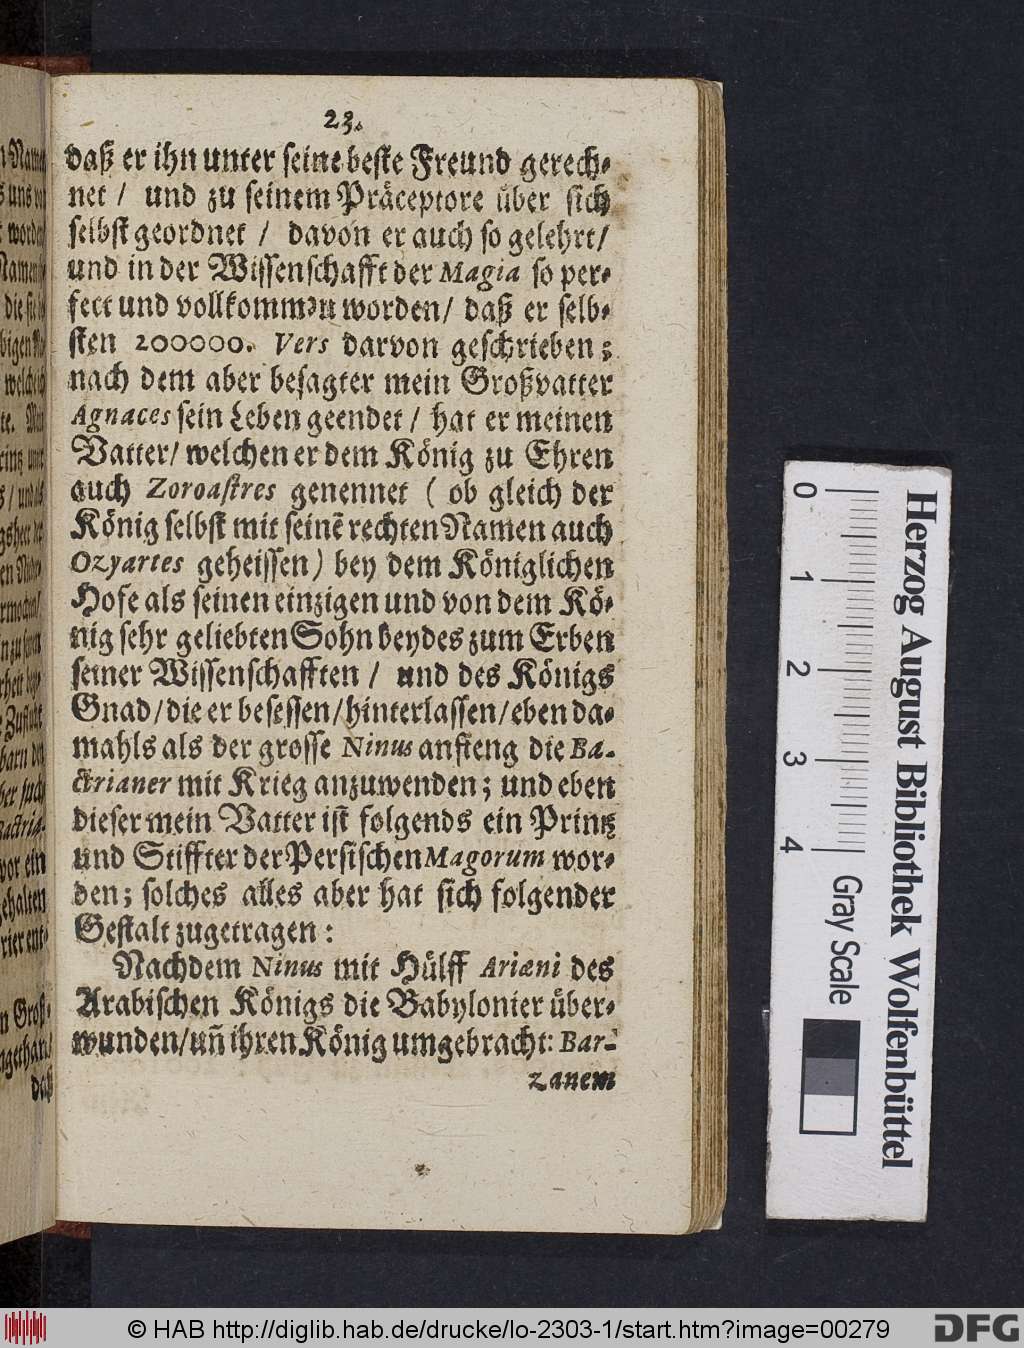 23.
daß er ihn unter seine beste Freund gerech-
net / und zu seinem Präceptore über sich
selbst geordnet / davon er auch so gelehrt/
und in der Wissenschafft der Magia so per-
fect und vollkommen worden/ daß er selb-
sten 200000. Vers darvon geschrieben;
nach dem aber besagter mein Großvatter
Agnaces sein Leben geendet / hat er meinen
Vatter/ welchen er dem König zu Ehren
auch Zoroastres genennet ( ob gleich der
König selbst mit seinē rechten Namen auch
Ozyartes geheissen) bey dem Königlichen
Hofe als seinen einzigen und von dem Kö-
nig sehr geliebten Sohn beydes zum Erben
seiner Wissenschafften / und des Königs
Gnad/die er besessen/hinterlassen/eben da-
mahls als der grosse Ninus anfieng die Ba-
ctrianer mit Krieg anzuwenden; und eben
dieser mein Vatter ist folgends ein Printz
und Stiffter der Persischen Magorum wor-
den; solches alles aber hat sich folgender
Gestalt zugetragen:
Nachdem Ninus mit Hülff Ariæni des
Arabischen Königs die Babylonier über-
wunden/uñ ihren König umgebracht: Bar-
zanem
Herzog August Bibliothek Wolfenbüttel
0 1 2 3 4
Gray Scale
© HAB http://diglib.hab.de/drucke/lo-2303-1/start.htm?image=00279
DFG